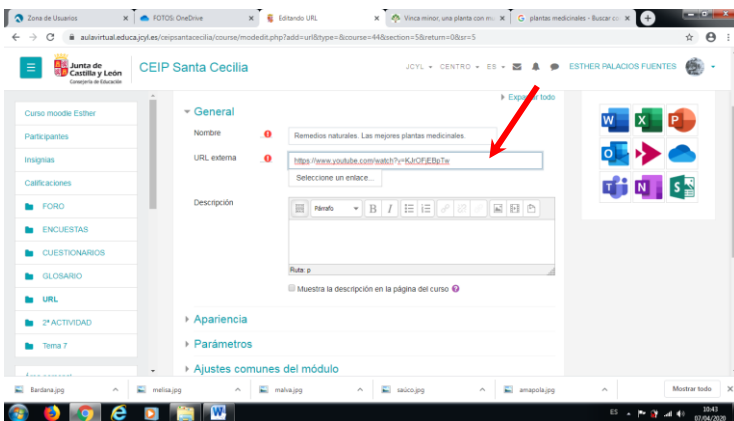 Zona de Usuarios
FOTOS: OneDrive
Editando URL
Vinca minor, una planta con mu
plantas medicinales - Buscar co
aulavirtual.educa.jcyl.es/ceipsantacecilia/course/modedit.php?add=url&type=&course=44&section=5&return=0&sr=5
Junta de
Castilla y León
Consejería de Educación
CEIP Santa Cecilia
JCYL CENTRO ES
ESTHER PALACIOS FUENTES
Curso moodle Esther
Participantes
Insignias
Calificaciones
FORO
ENCUESTAS
CUESTIONARIOS
GLOSARIO
URL
2ª ACTIVIDAD
Tema 7
Expandir todo
General
Nombre
Remedios naturales. Las mejores plantas medicinales.
URL externa
https://www.youtube.com/watch?v=KJrOFjEBpTw
Seleccione un enlace...
Descripción
Párrafo
B I
Ruta: p
Muestra la descripción en la página del curso
Apariencia
Parámetros
Ajustes comunes del módulo
Bardana.jpg
melisa.jpg
malva.jpg
saúco.jpg
amapola.jpg
Mostrar todo
ES
10:43
07/04/2020